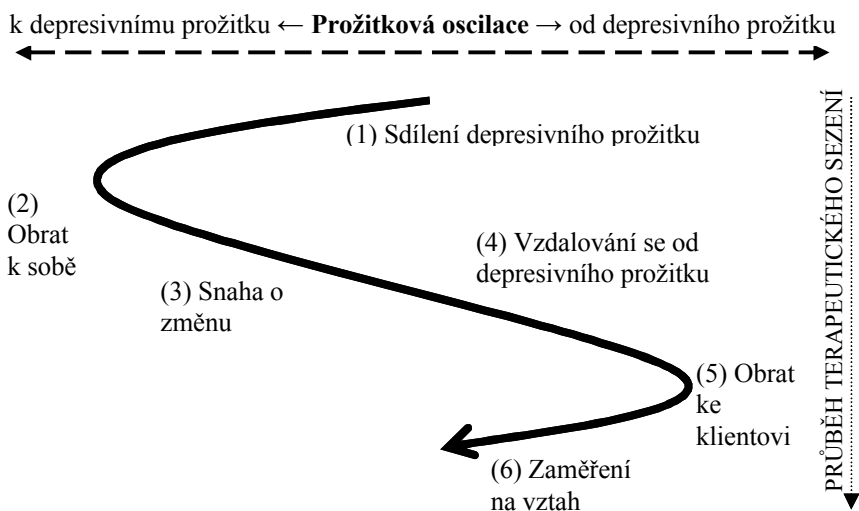 k depresivnímu prožitku ← Prožitková oscilace → od depresivního prožitku
(1) Sdílení depresivního prožitku
(2)
Obrat
k sobě
(3) Snaha o
změnu
(4) Vzdalování se od
depresivního prožitku
(5) Obrat
ke
klientovi
(6) Zaměření
na vztah
PRŮBĚH TERAPEUTICKÉHO SEZENÍ